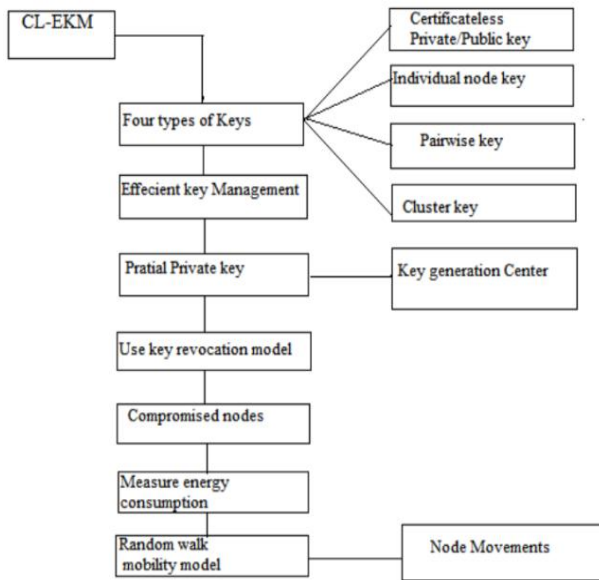 CL-EKM
Certificateless
Private/Public key
Individual node key
Four types of Keys
Pairwise key
Effecient key Management
Cluster key
Pratial Private key
Key generation Center
Use key revocation model
Compromised nodes
Measure energy
consumption
Random walk
mobility model
Node Movements